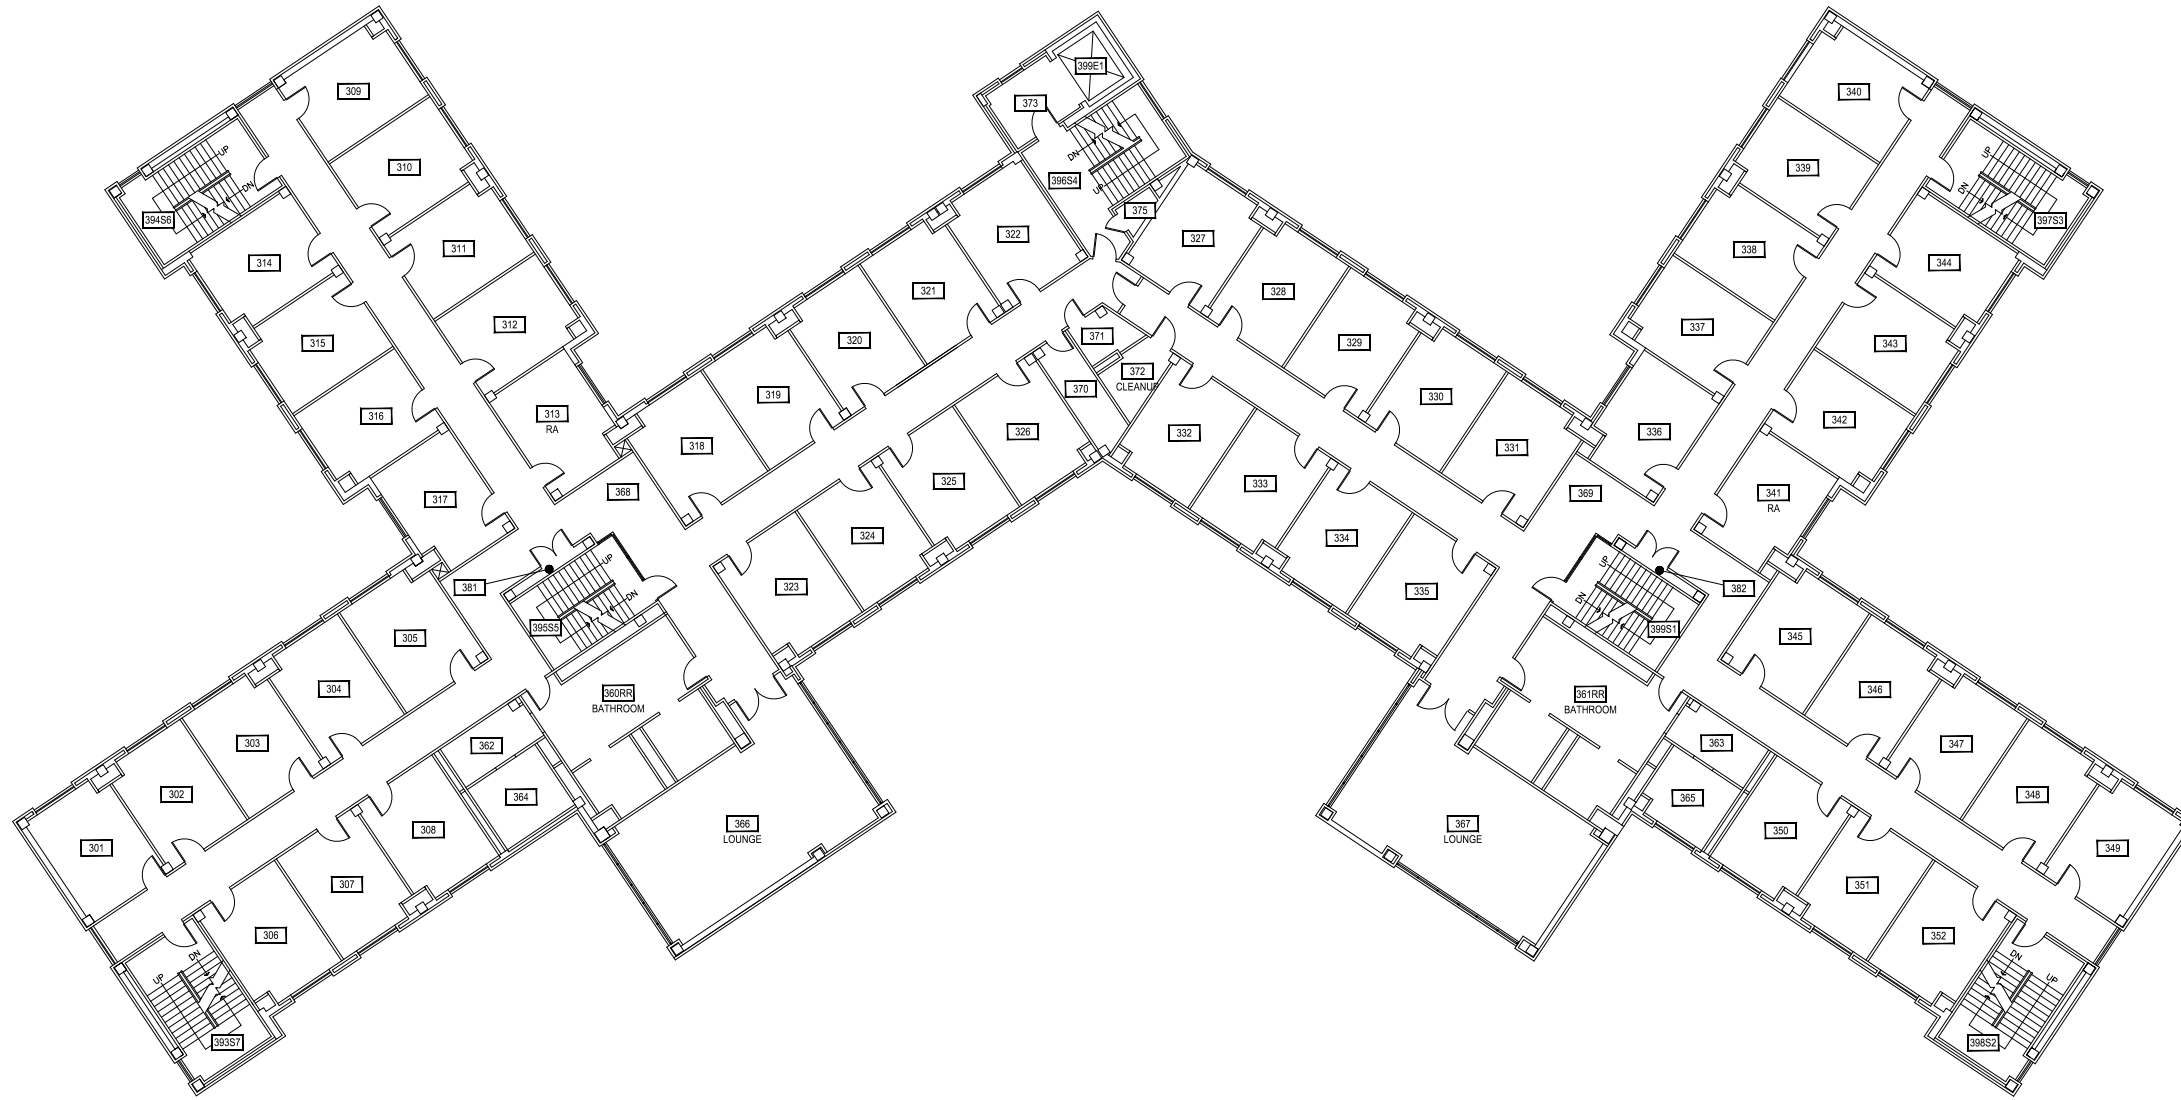 309
399E1
340
373
310
339
UP
DN
396S4
UP
DN
394S6
375
UP
DN
397S3
314
311
322
327
338
344
321
328
312
337
315
320
371
329
343
319
370
372
CLEANUP
330
316
313
RA
318
326
332
331
336
342
317
368
325
333
369
341
RA
324
334
381
UP
DN
395S5
323
335
UP
DN
399S1
382
305
345
304
360RR
BATHROOM
361RR
BATHROOM
346
303
362
363
347
302
364
365
348
301
308
366
LOUNGE
367
LOUNGE
350
349
307
351
306
352
UP
DN
393S7
DN
UP
398S2